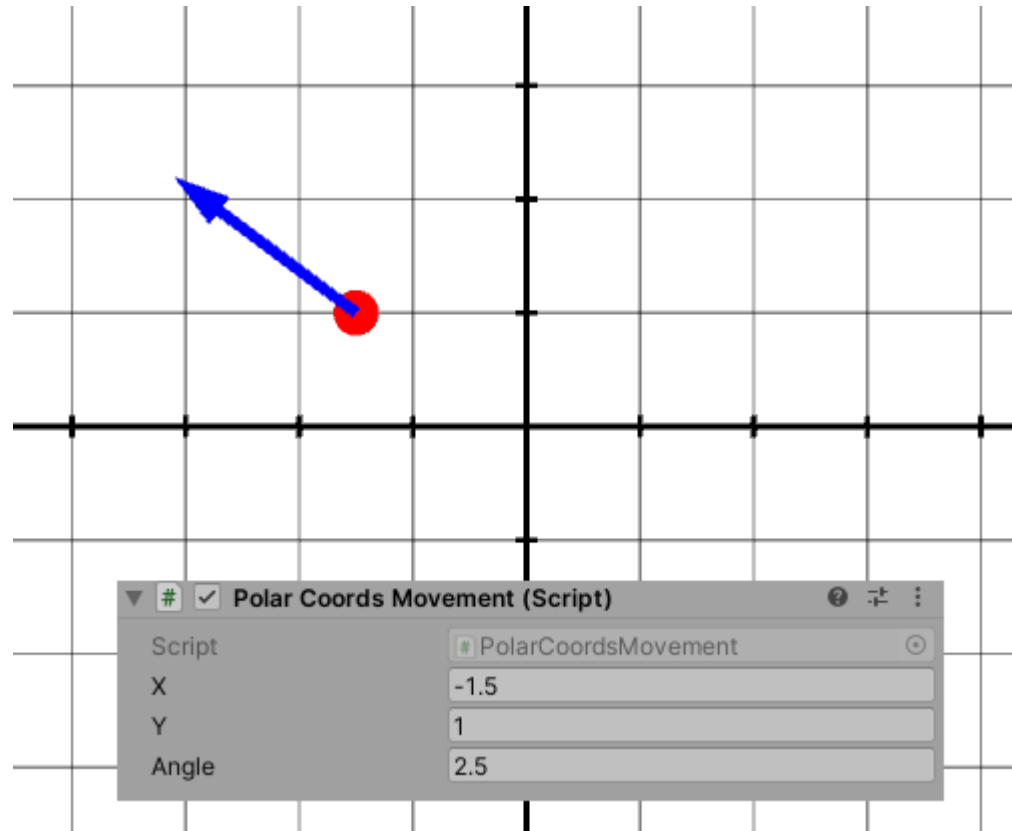 Polar Coords Movement (Script)
Script PolarCoordsMovement
X -1.5
Y 1
Angle 2.5